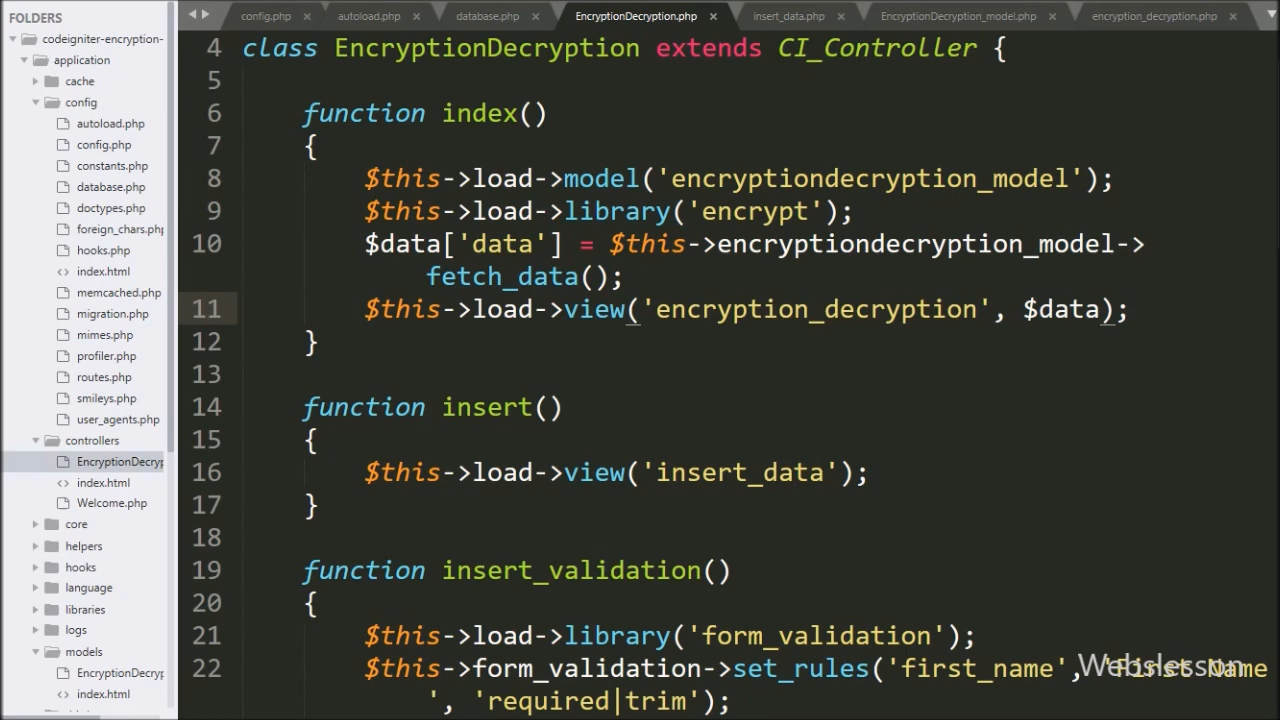 FOLDERS
codeigniter-encryption-
application
cache
config
autoload.php
config.php
constants.php
database.php
doctypes.php
foreign_chars.php
hooks.php
index.html
memcached.php
migration.php
mimes.php
profiler.php
routes.php
smileys.php
user_agents.php
controllers
EncryptionDecryp
index.html
Welcome.php
core
helpers
hooks
language
libraries
logs
models
EncryptionDecryp
index.html
config.php × autoload.php × database.php × EncryptionDecryption.php × insert_data.php × EncryptionDecryption_model.php × encryption_decryption.php ×
4 class EncryptionDecryption extends CI_Controller {
5
6 function index()
7 {
8 $this->load->model('encryptiondecryption_model');
9 $this->load->library('encrypt');
10 $data['data'] = $this->encryptiondecryption_model->
fetch_data();
11 $this->load->view('encryption_decryption', $data);
12 }
13
14 function insert()
15 {
16 $this->load->view('insert_data');
17 }
18
19 function insert_validation()
20 {
21 $this->load->library('form_validation');
22 $this->form_validation->set_rules('first_name', 'First Name
', 'required|trim');
Webslesson